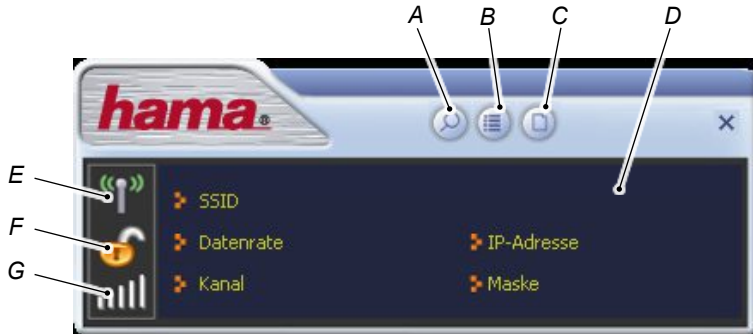 A B C D
hama®
E
SSID
F
Datenrate IP-Adresse
G
Kanal Maske